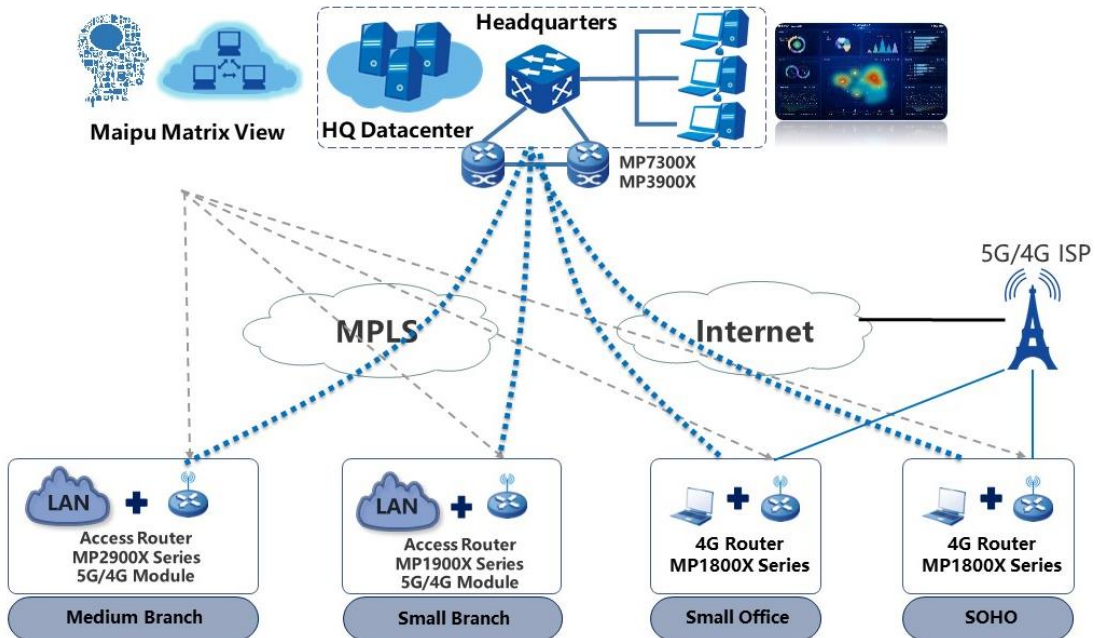 Headquarters
Maipu Matrix View
HQ Datacenter
MP7300X
MP3900X
5G/4G ISP
MPLS
Internet
LAN
Access Router
MP2900X Series
5G/4G Module
Medium Branch
LAN
Access Router
MP1900X Series
5G/4G Module
Small Branch
4G Router
MP1800X Series
Small Office
4G Router
MP1800X Series
SOHO